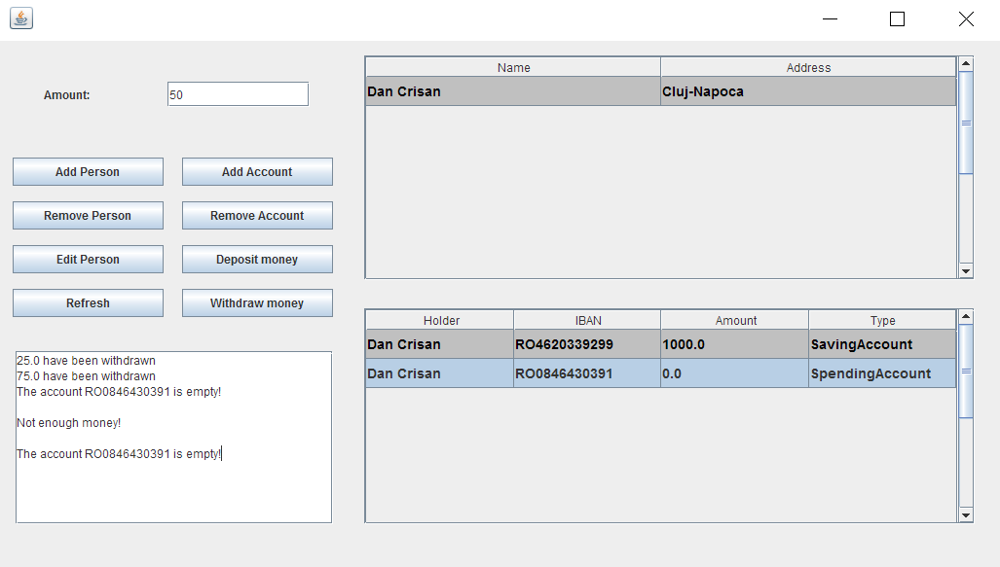 Amount: 50
Add Person Add Account
Remove Person Remove Account
Edit Person Deposit money
Refresh Withdraw money
25.0 have been withdrawn
75.0 have been withdrawn
The account RO0846430391 is empty!
Not enough money!
The account RO0846430391 is empty!
Name Address
Dan Crisan Cluj-Napoca
Holder IBAN Amount Type
Dan Crisan RO4620339299 1000.0 SavingAccount
Dan Crisan RO0846430391 0.0 SpendingAccount